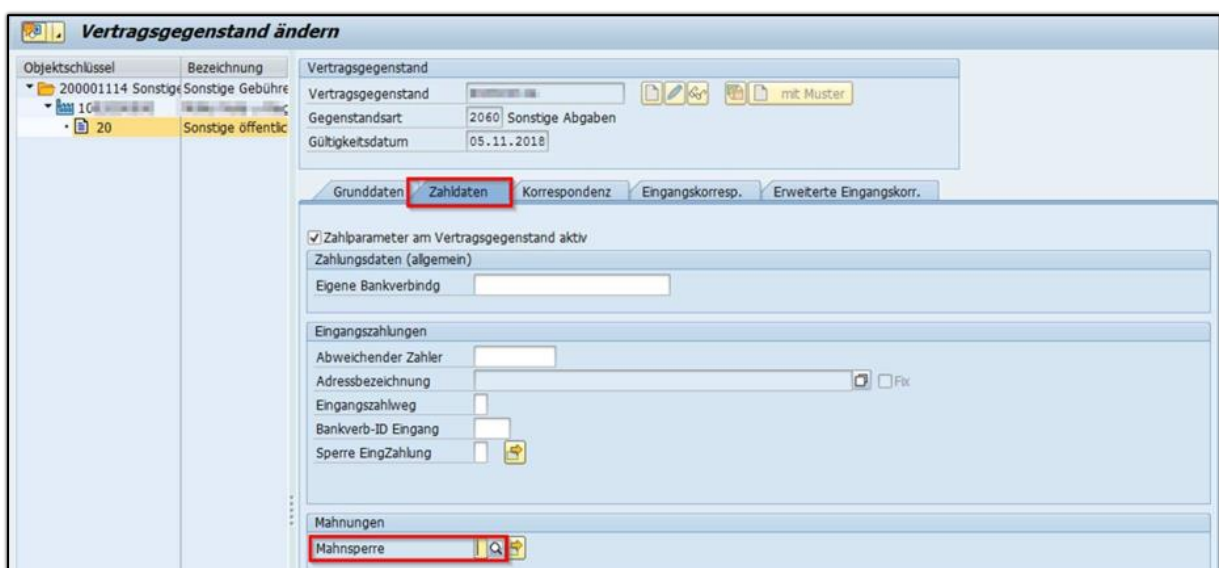 Vertragsgegenstand ändern
Objektschlüssel Bezeichnung
200001114 Sonstige Sonstige Gebühre
10
20 Sonstige öffentlic
Vertragsgegenstand
Vertragsgegenstand mit Muster
Gegenstandsart 2060 Sonstige Abgaben
Gültigkeitsdatum 05.11.2018
Grunddaten Zahldaten Korrespondenz Eingangskorresp. Erweiterte Eingangskorr.
Zahlparameter am Vertragsgegenstand aktiv
Zahlungsdaten (allgemein)
Eigene Bankverbindg
Eingangszahlungen
Abweichender Zahler
Adressbezeichnung Fix
Eingangszahlweg
Bankverb-ID Eingang
Sperre EingZahlung
Mahnungen
Mahnsperre